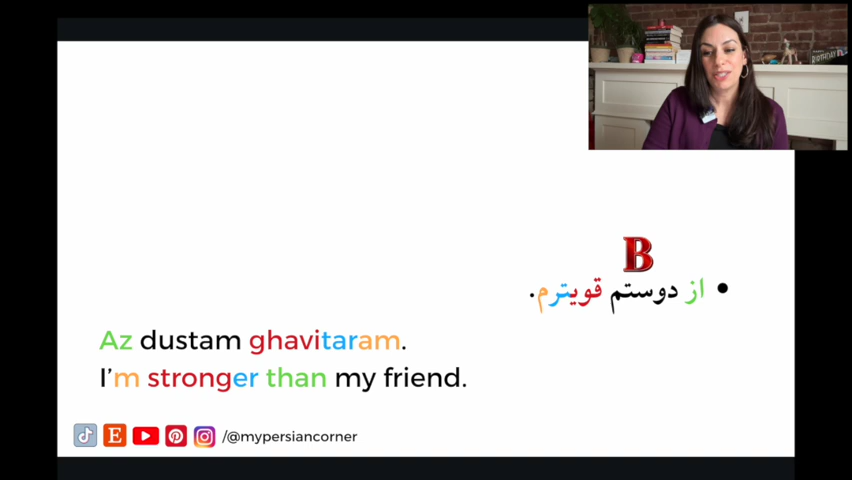 B
از دوستم قویترم.
Az dustam ghavitaram.
I'm stronger than my friend.
/@mypersiancorner